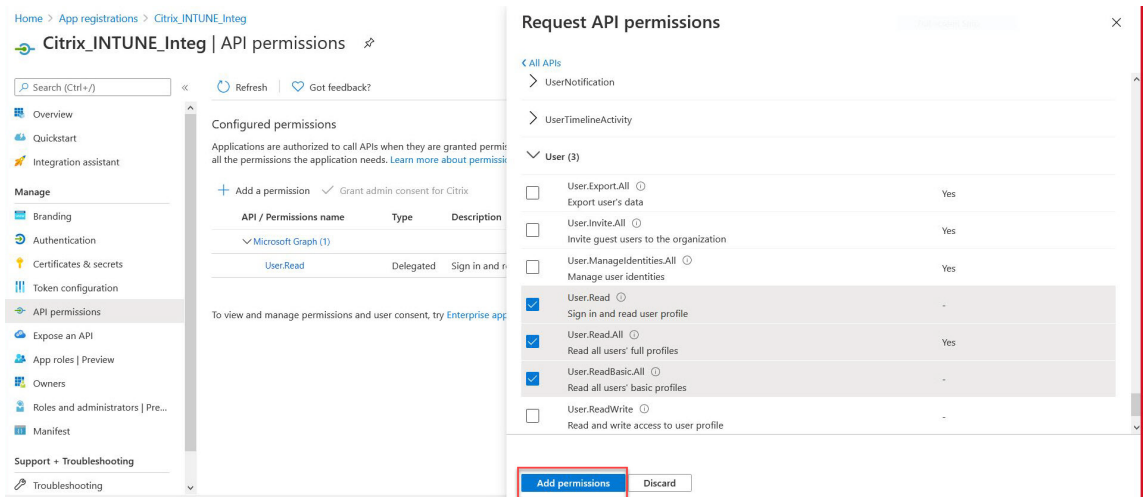 Home > App registrations > Citrix_INTUNE_Integ
Citrix_INTUNE_Integ | API permissions
Search (Ctrl+/)
«
Overview
Quickstart
Integration assistant
Manage
Branding
Authentication
Certificates & secrets
Token configuration
API permissions
Expose an API
App roles | Preview
Owners
Roles and administrators | Pre...
Manifest
Support + Troubleshooting
Troubleshooting
Refresh | Got feedback?
Configured permissions
Applications are authorized to call APIs when they are granted permis
all the permissions the application needs. Learn more about permissio
Add a permission Grant admin consent for Citrix
API / Permissions name Type Description
Microsoft Graph (1)
User.Read Delegated Sign in and r
To view and manage permissions and user consent, try Enterprise app
Request API permissions
All APIs
UserNotification
UserTimelineActivity
User (3)
User.Export.All
Export user's data Yes
User.Invite.All
Invite guest users to the organization Yes
User.ManageIdentities.All
Manage user identities Yes
User.Read
Sign in and read user profile -
User.Read.All
Read all users' full profiles Yes
User.ReadBasic.All
Read all users' basic profiles -
User.ReadWrite
Read and write access to user profile -
Add permissions Discard